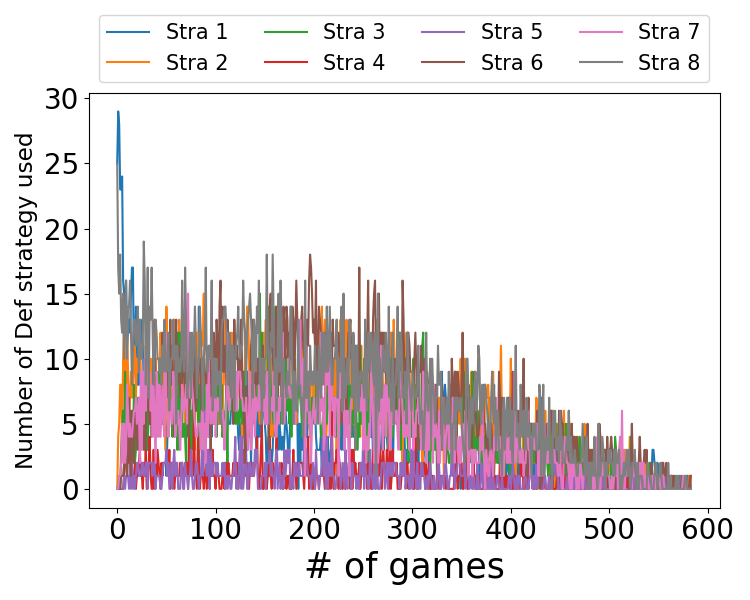 Stra 1 Stra 3 Stra 5 Stra 7
Stra 2 Stra 4 Stra 6 Stra 8
30
25
20
15
10
5
0
Number of Def strategy used
0 100 200 300 400 500 600
# of games